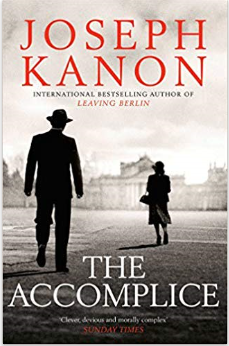 JOSEPH
KANON
INTERNATIONAL BESTSELLING AUTHOR OF
LEAVING BERLIN
THE
ACCOMPLICE
'Clever, devious and morally complex'
SUNDAY TIMES